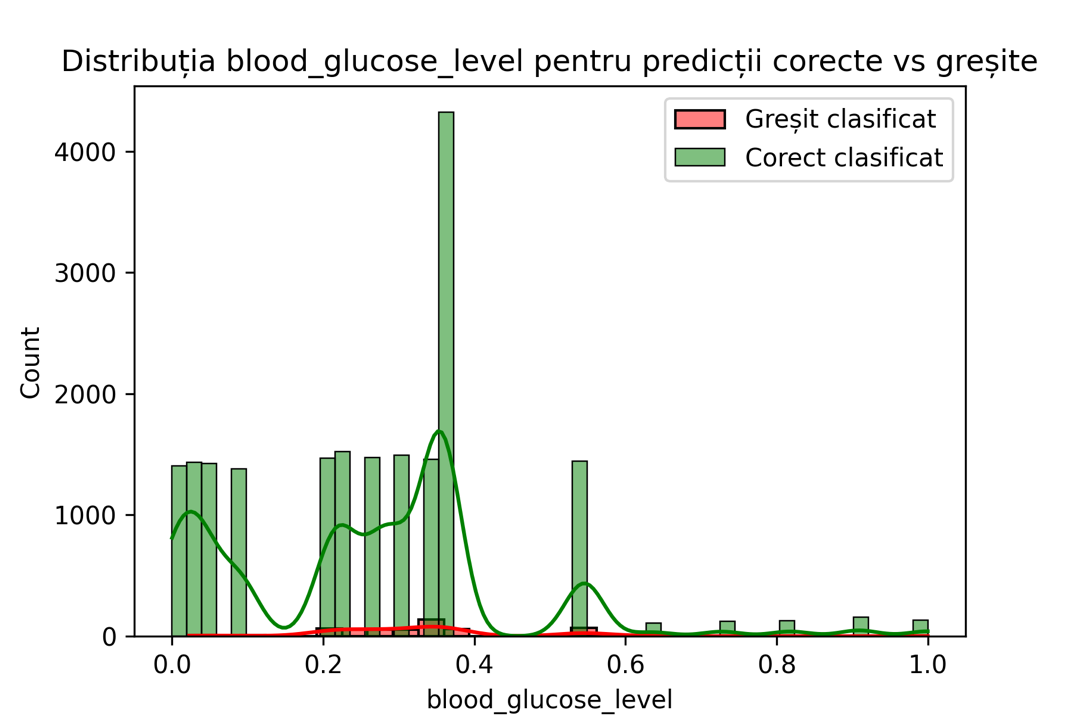 Distribuția blood_glucose_level pentru predicții corecte vs greșite
Greșit clasificat
Corect clasificat
4000
3000
2000
1000
0
Count
0.0 0.2 0.4 0.6 0.8 1.0
blood_glucose_level